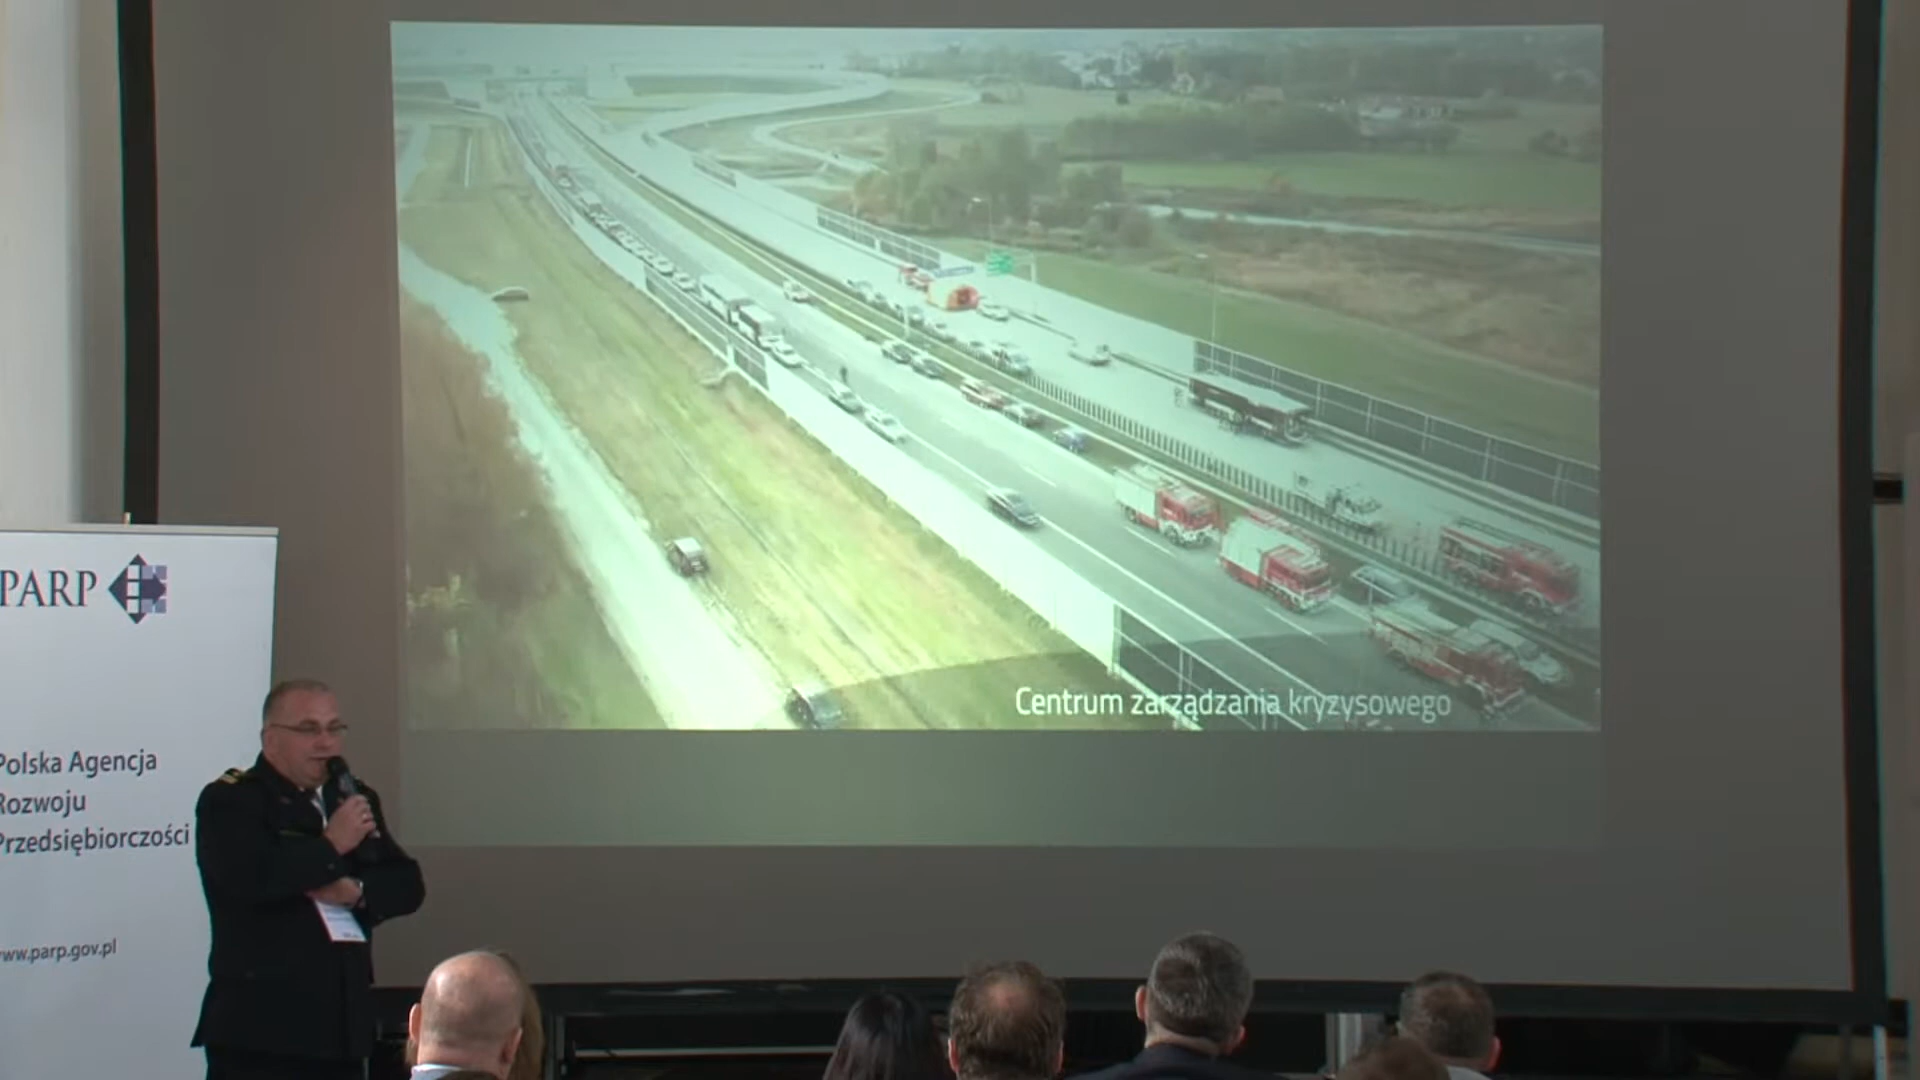 PARP
Polska Agencja
Rozwoju
Przedsiębiorczości
www.parp.gov.pl
Centrum zarządzania kryzysowego